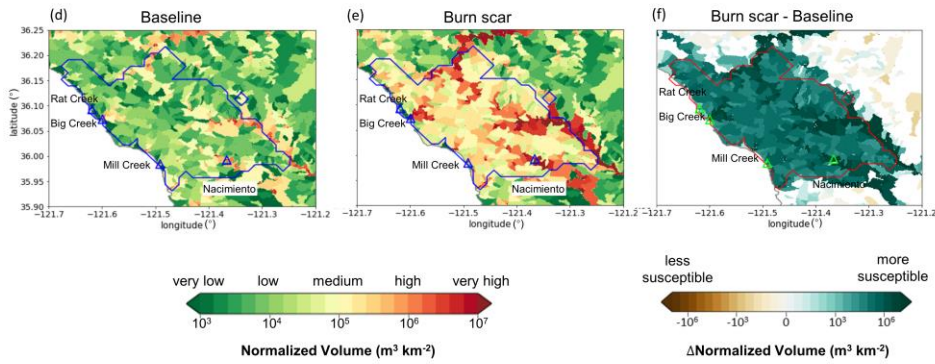 (d) Baseline
(e) Burn scar
(f) Burn scar - Baseline
36.25
36.20
36.15
36.10
36.05
36.00
35.95
35.90
latitude (°)
Rat Creek
Big Creek
Mill Creek
Nacimiento
−121.7 −121.6 −121.5 −121.4 −121.3 −121.2
longitude (°)
Rat Creek
Big Creek
Mill Creek
Nacimiento
−121.7 −121.6 −121.5 −121.4 −121.3 −121.2
longitude (°)
Rat Creek
Big Creek
Mill Creek
Nacimiento
−121.7 −121.6 −121.5 −121.4 −121.3 −121.2
longitude (°)
very low low medium high very high
10³ 10⁴ 10⁵ 10⁶ 10⁷
Normalized Volume (m³ km⁻²)
less susceptible
more susceptible
-10⁶ -10³ 0 10³ 10⁶
ΔNormalized Volume (m³ km⁻²)